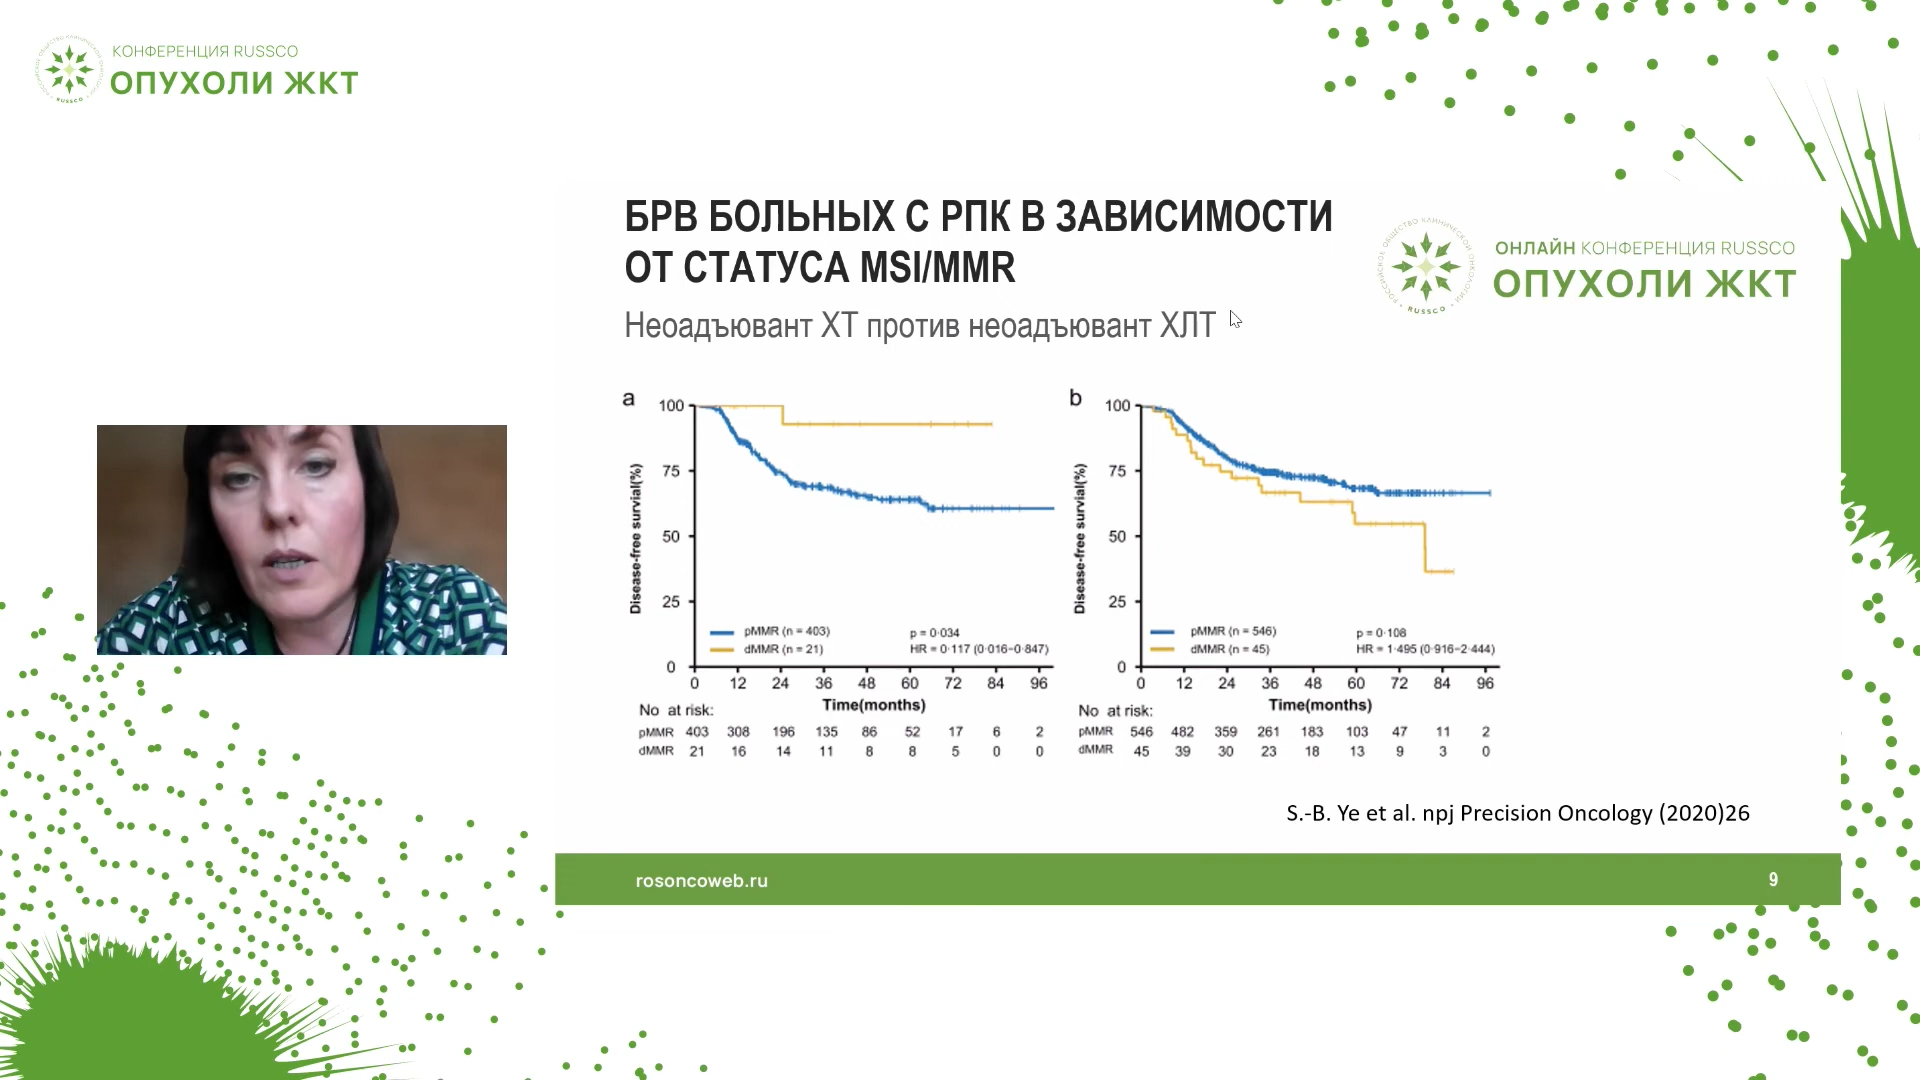 КОНФЕРЕНЦИЯ RUSSCO
ОПУХОЛИ ЖКТ
RUSSCO
БРВ БОЛЬНЫХ С РПК В ЗАВИСИМОСТИ
ОТ СТАТУСА MSI/MMR
Неоадъювант ХТ против неоадъювант ХЛТ
РОССИЙСКОЕ ОБЩЕСТВО КЛИНИЧЕСКОЙ ОНКОЛОГИИ
RUSSCO
ОНЛАЙН КОНФЕРЕНЦИЯ RUSSCO
ОПУХОЛИ ЖКТ
a
Disease-free survial(%)
100
75
50
25
0
pMMR (n = 403)
dMMR (n = 21)
p = 0·034
HR = 0·117 (0·016−0·847)
0 12 24 36 48 60 72 84 96
Time(months)
No at risk:
pMMR 403 308 196 135 86 52 17 6 2
dMMR 21 16 14 11 8 8 5 0 0
b
Disease-free survial(%)
100
75
50
25
0
pMMR (n = 546)
dMMR (n = 45)
p = 0·108
HR = 1·495 (0·916−2·444)
0 12 24 36 48 60 72 84 96
Time(months)
No at risk:
pMMR 546 482 359 261 183 103 47 11 2
dMMR 45 39 30 23 18 13 9 3 0
S.-B. Ye et al. npj Precision Oncology (2020)26
rosoncoweb.ru
9